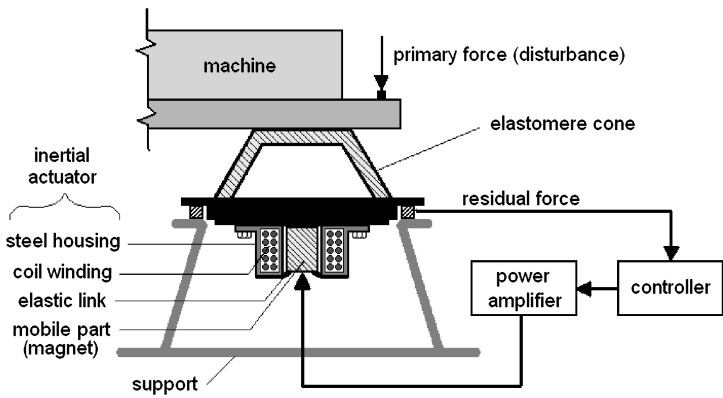 machine
primary force (disturbance)
elastomere cone
inertial
actuator
residual force
steel housing
coil winding
elastic link
mobile part
(magnet)
power
amplifier
controller
support